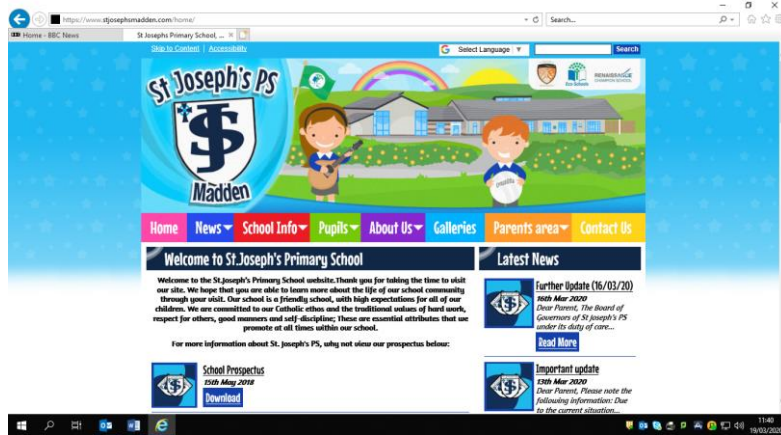 https://www.stjosephsmadden.com/home/
Search...
Home - BBC News
St Josephs Primary School, ...
Skip to Content | Accessibility
G Select Language
Search
St Joseph's PS
Madden
Eco Schools
RENAISSANCE
CHAMPION SCHOOL
Home
News
School Info
Pupils
About Us
Galleries
Parents area
Contact Us
Welcome to St.Joseph's Primary School
Welcome to the St.Joseph's Primary School website.Thank you for taking the time to visit
our site. We hope that you are able to learn more about the life of our school community
through your visit. Our school is a friendly school, with high expectations for all of our
children. We are committed to our Catholic ethos and the traditional values of hard work,
respect for others, good manners and self-discipline; These are essential attributes that we
promote at all times within our school.
For more information about St. Joseph's PS, why not view our prospectus below:
School Prospectus
15th May 2018
Download
Latest News
Further Update (16/03/20)
16th Mar 2020
Dear Parent, The Board of
Governors of St Joseph's PS
under its duty of care...
Read More
Important update
13th Mar 2020
Dear Parent, Please note the
following information: Due
to the current situation...
11:40